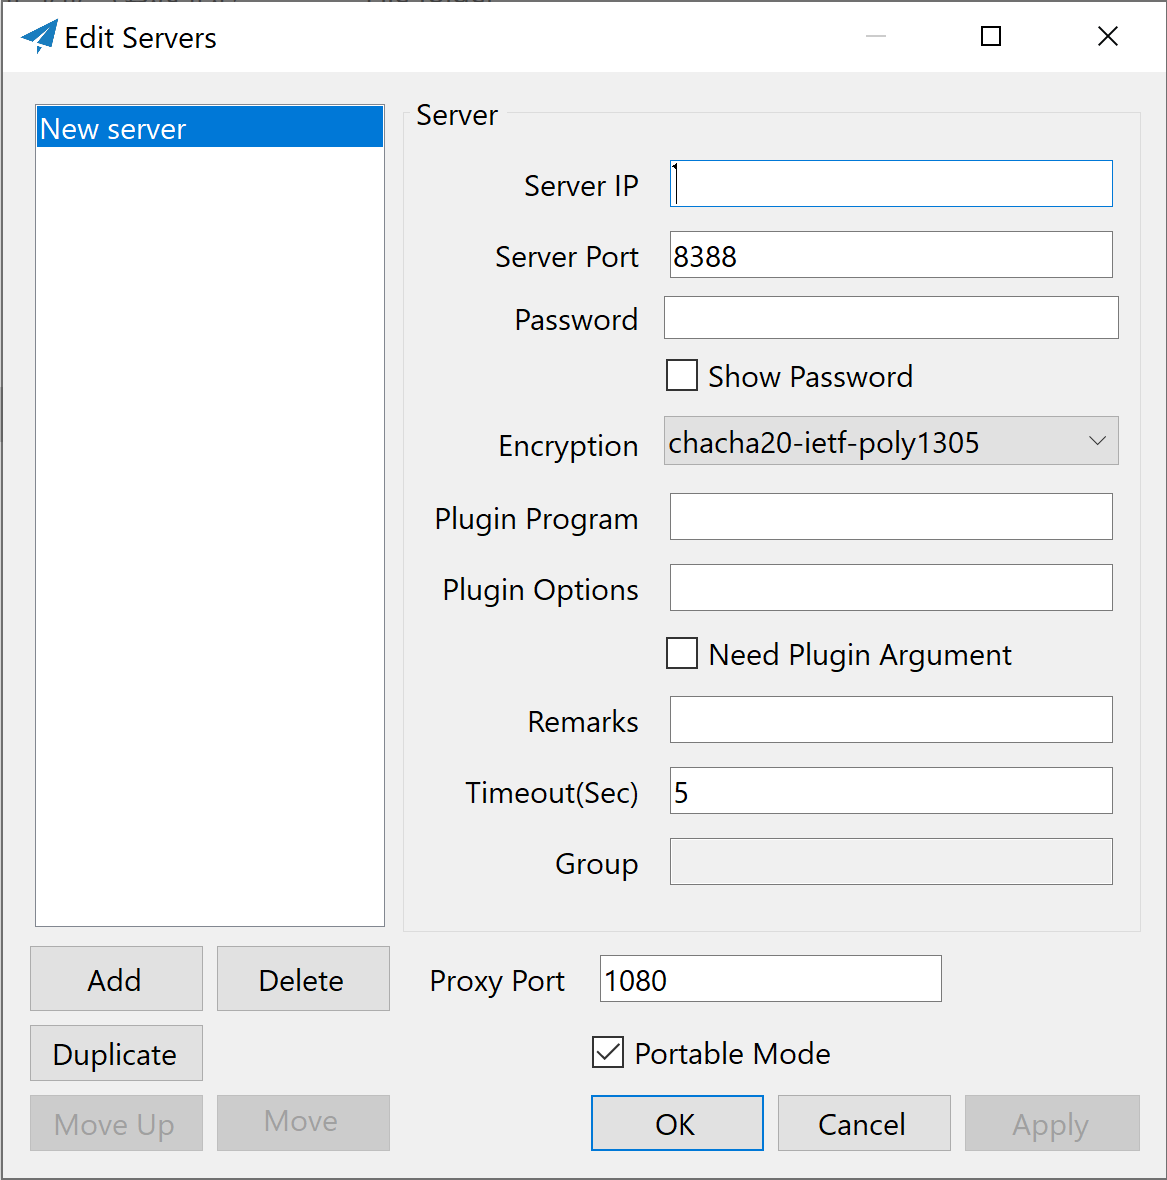 Edit Servers
New server
Server
Server IP
Server Port 8388
Password
Show Password
Encryption chacha20-ietf-poly1305
Plugin Program
Plugin Options
Need Plugin Argument
Remarks
Timeout(Sec) 5
Group
Add Delete Proxy Port 1080
Duplicate Portable Mode
Move Up Move OK Cancel Apply